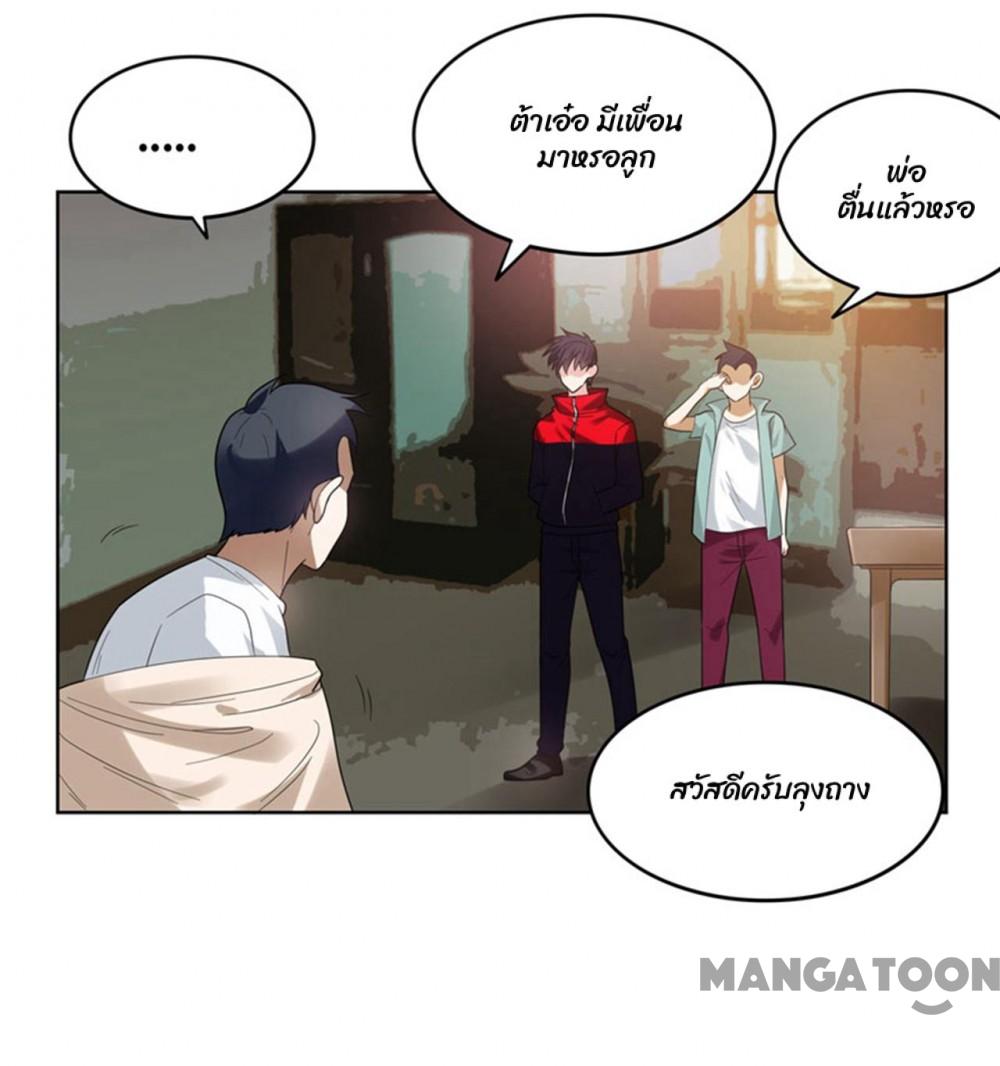 .....
ต้าเอ๋อ มีเพื่อน
มาหรอลูก
พ่อ
ตื่นแล้วหรอ
สวัสดีครับลุงถาง
MANGATOON